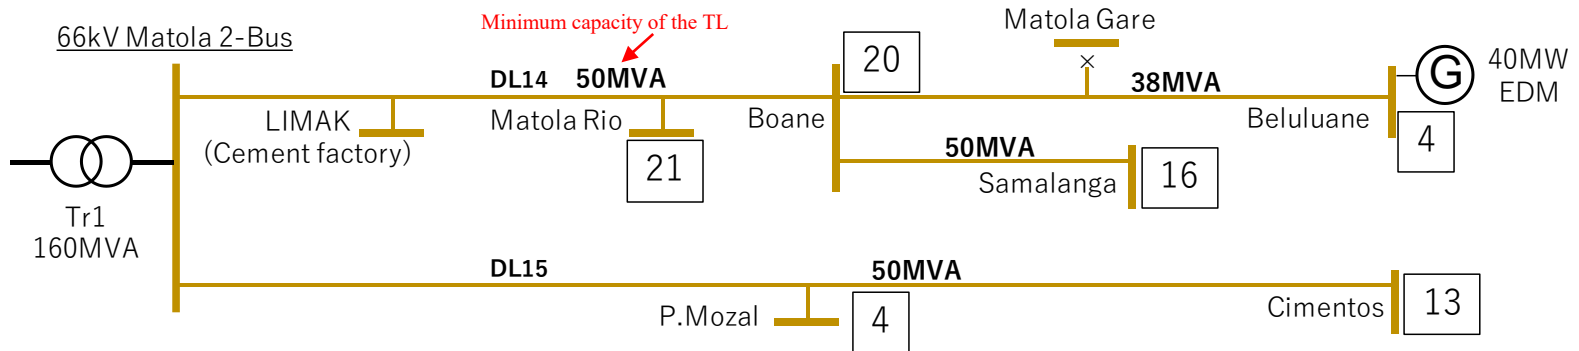 Minimum capacity of the TL
Matola Gare
66kV Matola 2-Bus
20
40MW
EDM
G
DL14 50MVA
38MVA
LIMAK
(Cement factory)
Matola Rio
Boane
Beluluane
4
50MVA
21
Samalanga
16
Tr1
160MVA
DL15
50MVA
P.Mozal
4
Cimentos
13